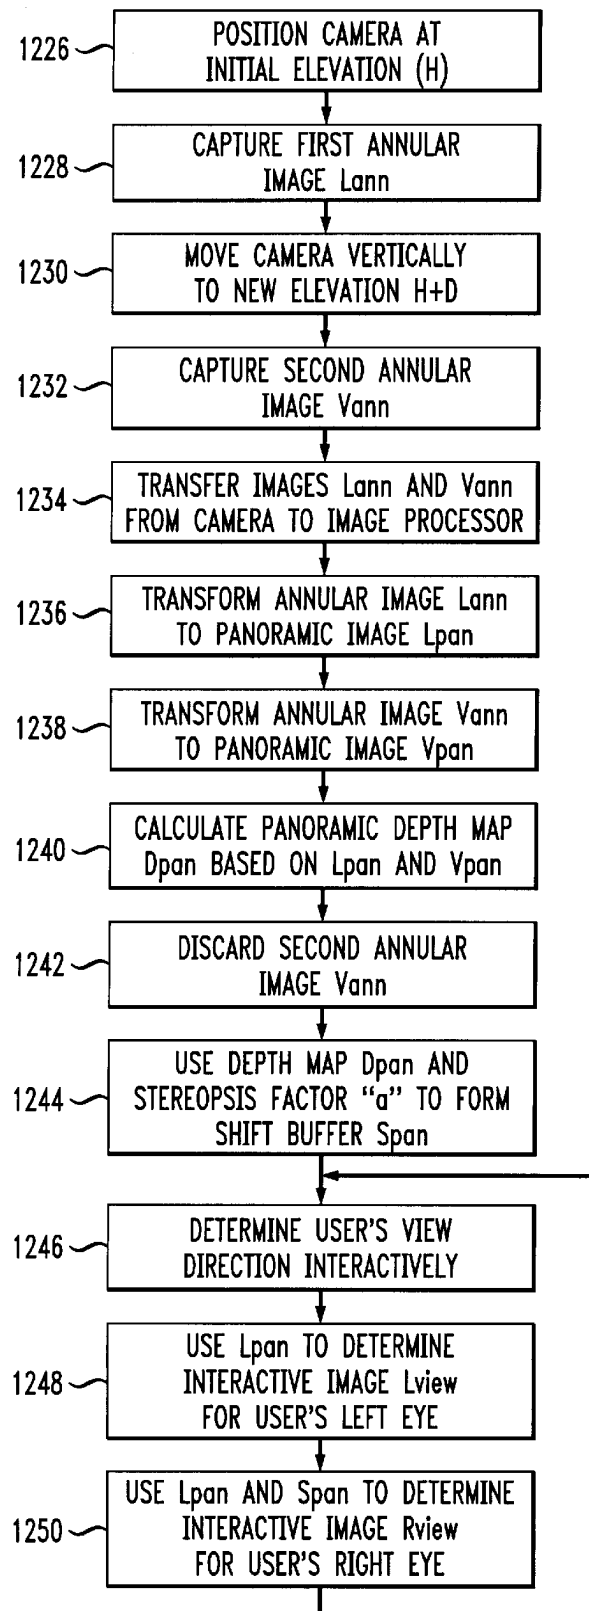 1226
POSITION CAMERA AT
INITIAL ELEVATION (H)
1228
CAPTURE FIRST ANNULAR
IMAGE Lann
1230
MOVE CAMERA VERTICALLY
TO NEW ELEVATION H+D
1232
CAPTURE SECOND ANNULAR
IMAGE Vann
1234
TRANSFER IMAGES Lann AND Vann
FROM CAMERA TO IMAGE PROCESSOR
1236
TRANSFORM ANNULAR IMAGE Lann
TO PANORAMIC IMAGE Lpan
1238
TRANSFORM ANNULAR IMAGE Vann
TO PANORAMIC IMAGE Vpan
1240
CALCULATE PANORAMIC DEPTH MAP
Dpan BASED ON Lpan AND Vpan
1242
DISCARD SECOND ANNULAR
IMAGE Vann
1244
USE DEPTH MAP Dpan AND
STEREOPSIS FACTOR “a” TO FORM
SHIFT BUFFER Span
1246
DETERMINE USER'S VIEW
DIRECTION INTERACTIVELY
1248
USE Lpan TO DETERMINE
INTERACTIVE IMAGE Lview
FOR USER'S LEFT EYE
1250
USE Lpan AND Span TO DETERMINE
INTERACTIVE IMAGE Rview
FOR USER'S RIGHT EYE